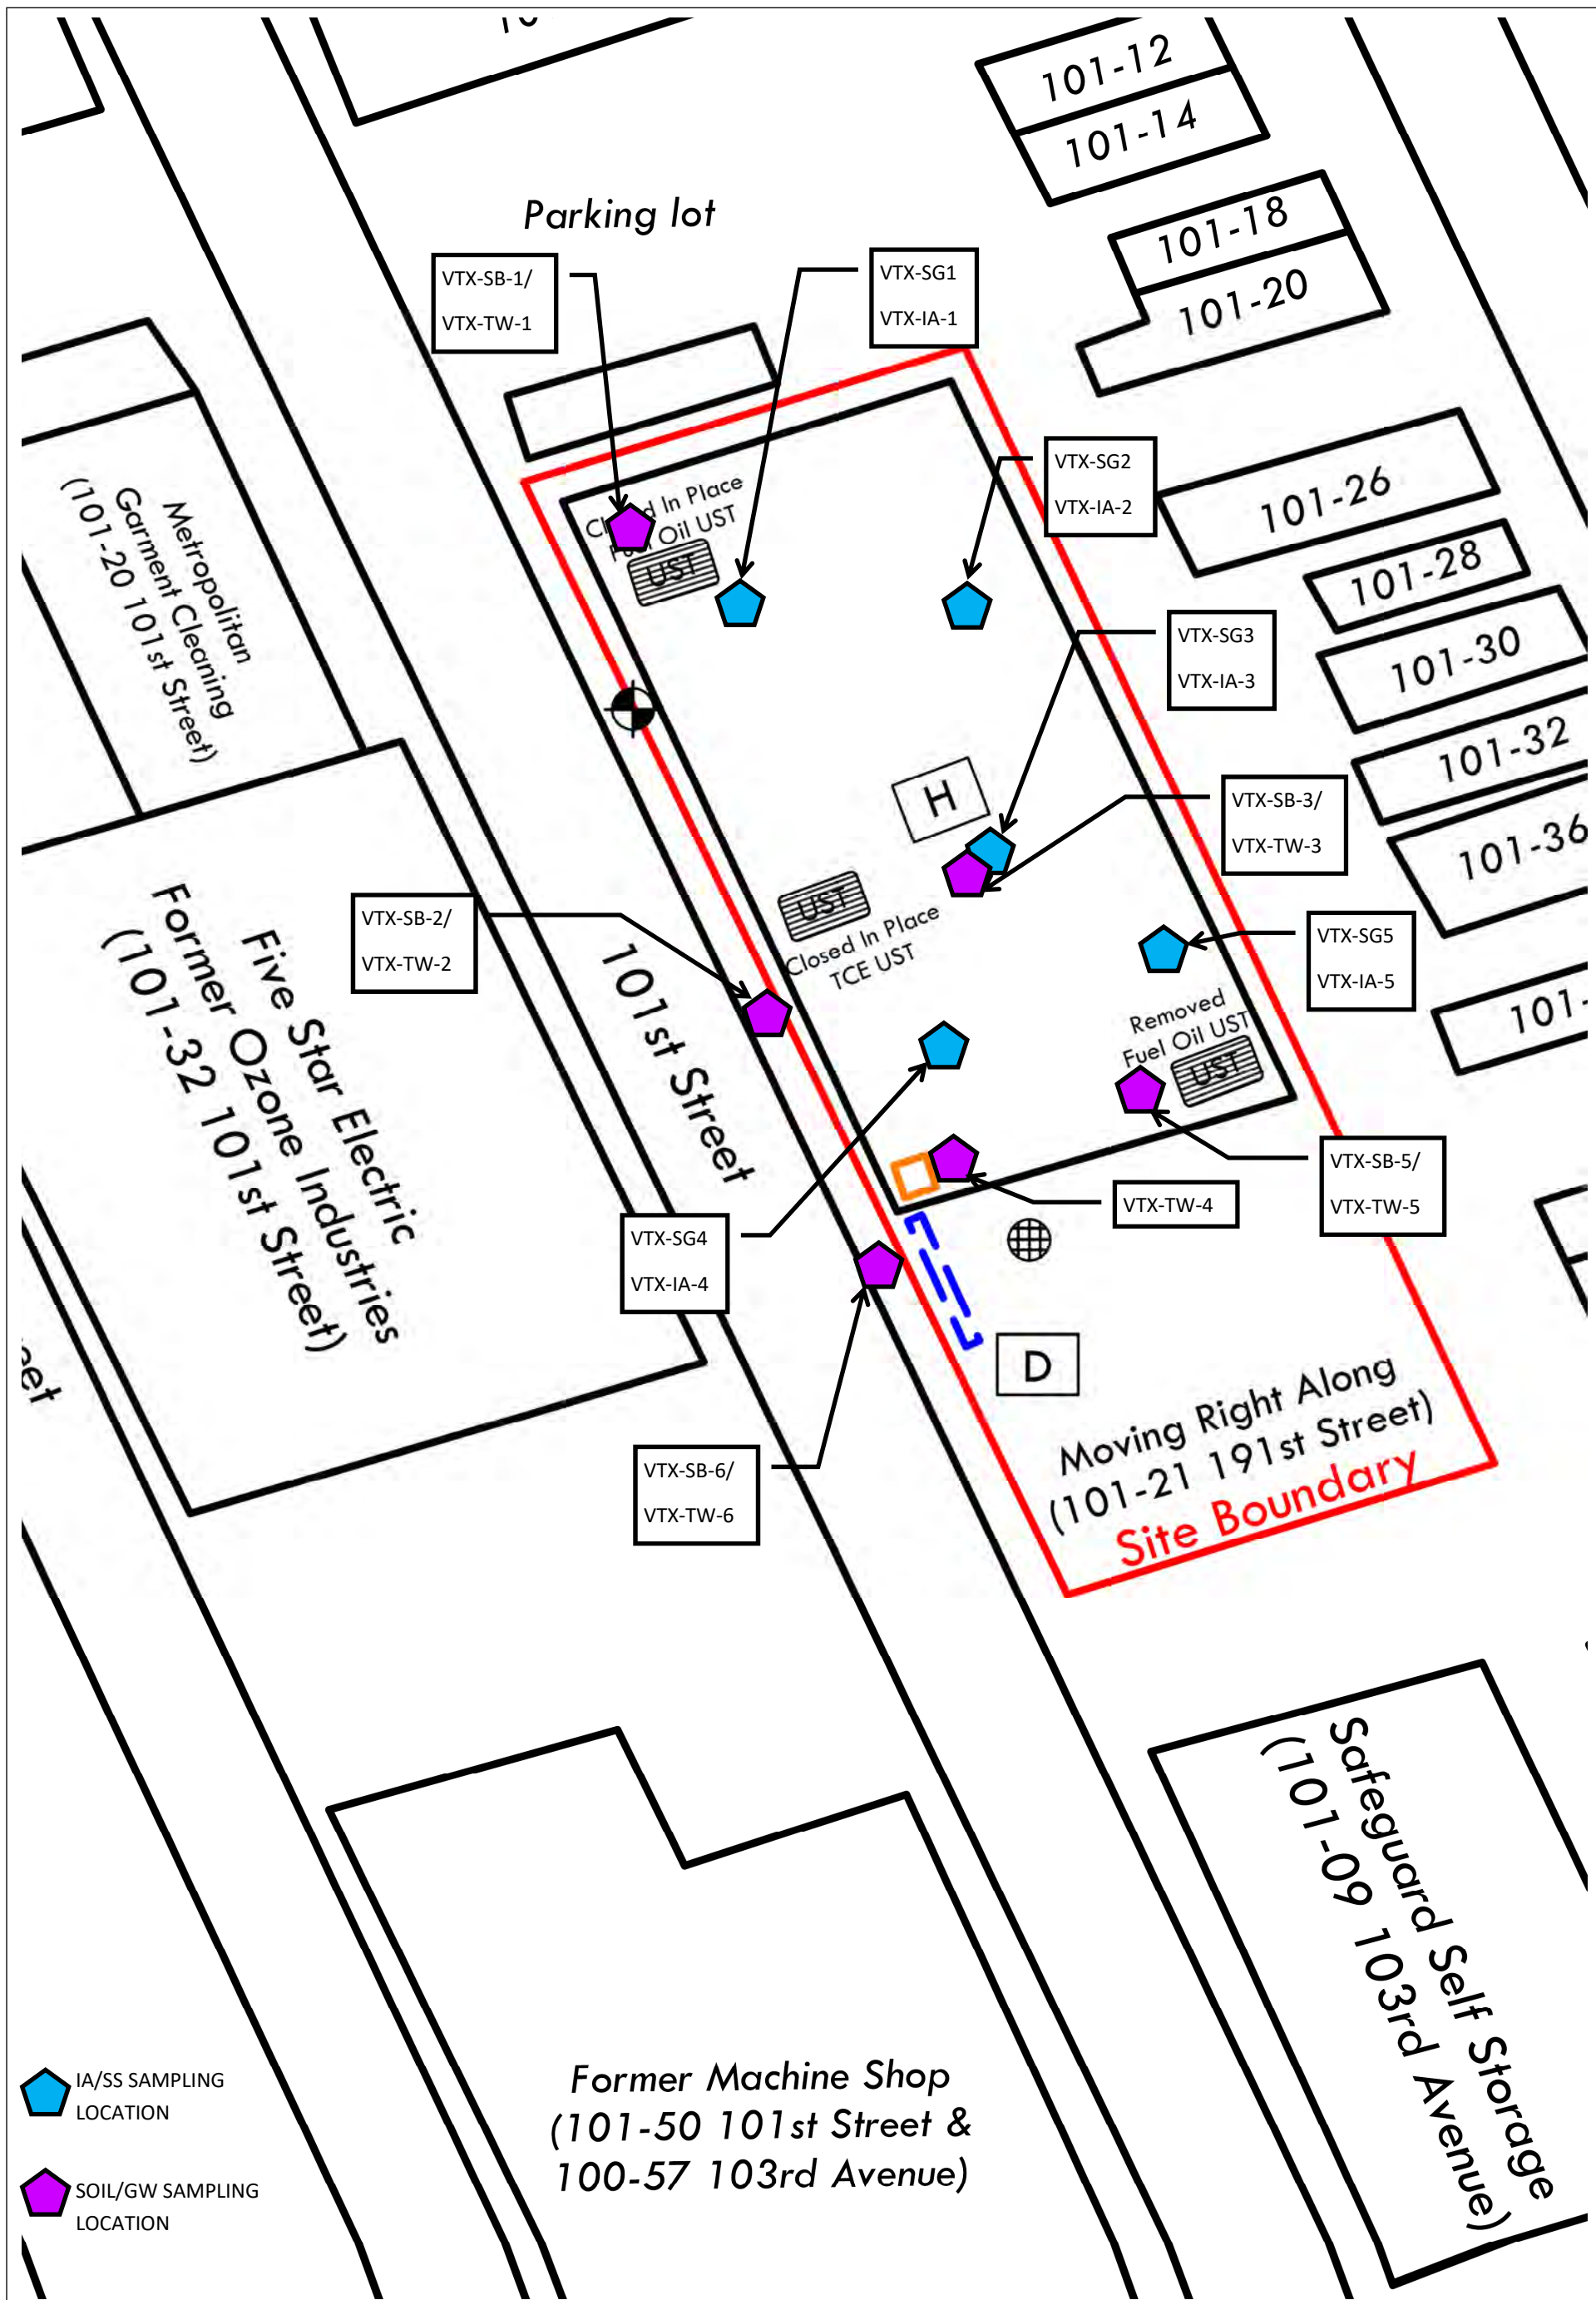 101-12
101-14
Parking lot
101-18
101-20
VTX-SB-1/
VTX-TW-1
VTX-SG1
VTX-IA-1
VTX-SG2
VTX-IA-2
101-26
101-28
101-30
101-32
101-36
101-
Closed In Place
Fuel Oil UST
UST
Metropolitan
Garment Cleaning
(101-20 101st Street)
VTX-SG3
VTX-IA-3
H
VTX-SB-3/
VTX-TW-3
UST
Closed In Place
TCE UST
VTX-SB-2/
VTX-TW-2
101st Street
VTX-SG5
VTX-IA-5
Removed
Fuel Oil UST
UST
Five Star Electric
Former Ozone Industries
(101-32 101st Street)
VTX-SB-5/
VTX-TW-5
VTX-TW-4
VTX-SG4
VTX-IA-4
D
eet
VTX-SB-6/
VTX-TW-6
Moving Right Along
(101-21 191st Street)
Site Boundary
Safeguard Self Storage
(101-09 103rd Avenue)
Former Machine Shop
(101-50 101st Street &
100-57 103rd Avenue)
IA/SS SAMPLING
LOCATION
SOIL/GW SAMPLING
LOCATION